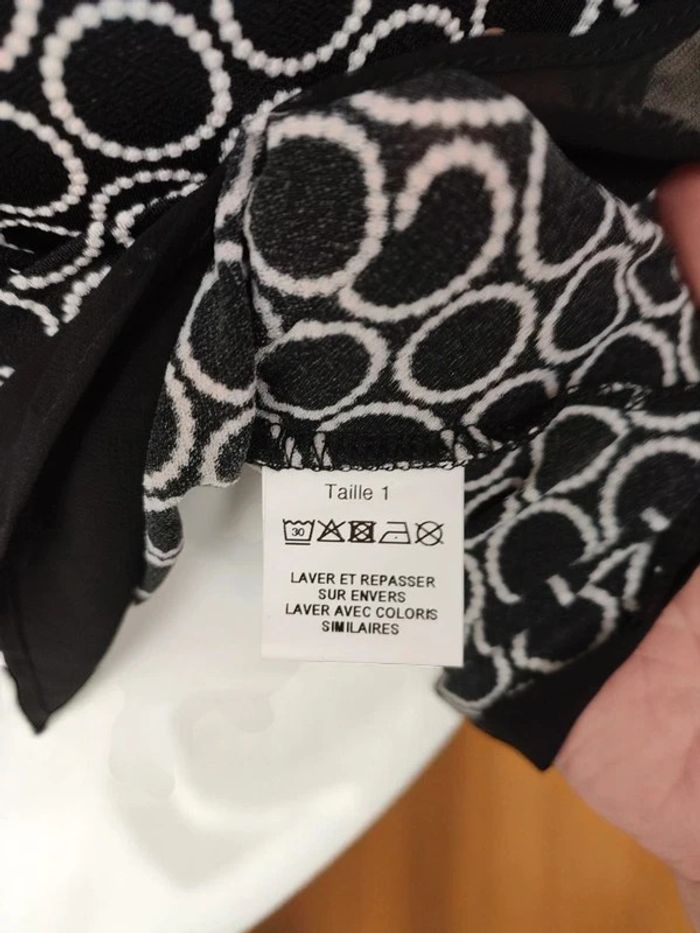 Taille 1
30
LAVER ET REPASSER
SUR ENVERS
LAVER AVEC COLORIS
SIMILAIRES